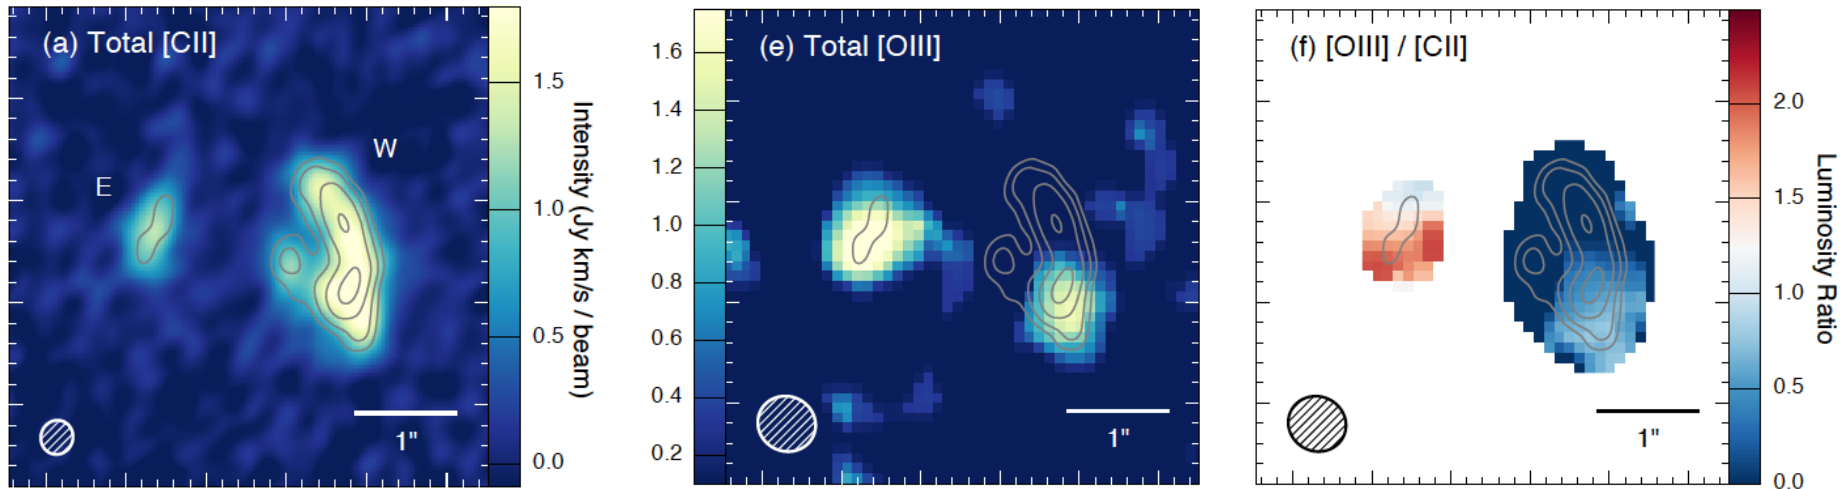 (a) Total [CII]
E
W
1"
1.5
1.0
0.5
0.0
Intensity (Jy km/s / beam)
1.6
1.4
1.2
1.0
0.8
0.6
0.4
0.2
(e) Total [OIII]
1"
(f) [OIII] / [CII]
1"
2.0
1.5
1.0
0.5
0.0
Luminosity Ratio